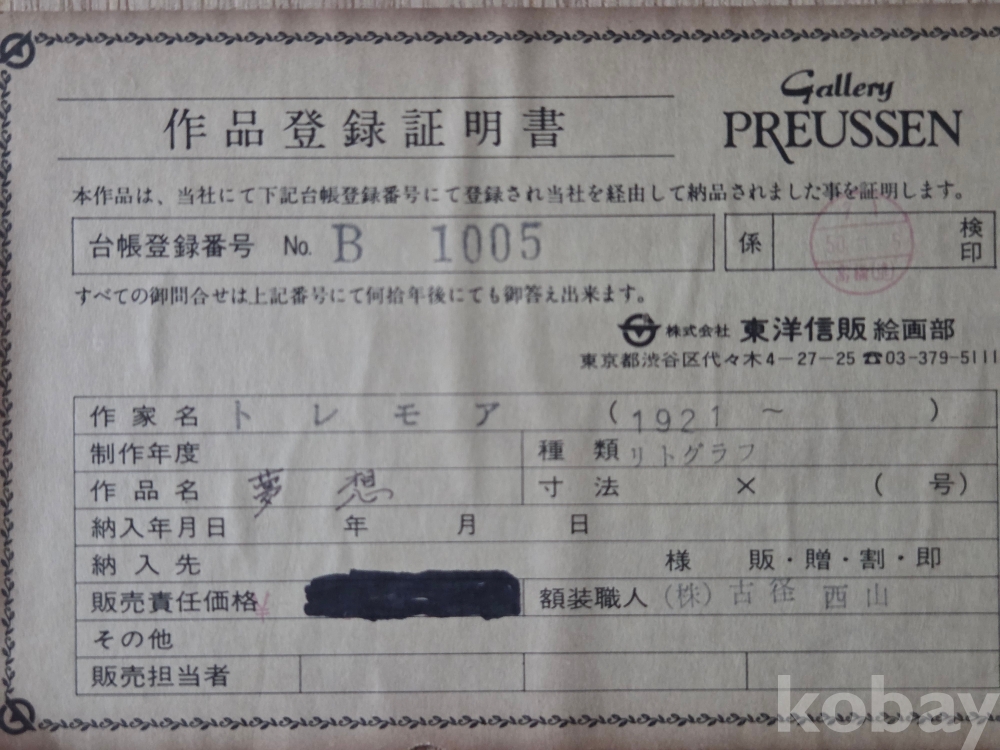 Gallery
PREUSSEN
作品登録証明書
本作品は、当社にて下記台帳登録番号にて登録され当社を経由して納品されました事を証明します。
台帳登録番号 No. B 1005 係 検印
すべての御問合せは上記番号にて何拾年後にても御答え出来ます。
株式会社 東洋信販 絵画部
東京都渋谷区代々木4-27-25 ☎03-379-5111
作家名 トレモア (1921 ~ )
制作年度 種類 リトグラフ
作品名 夢想 寸法 × ( 号)
納入年月日 年 月 日
納入先 様 販・贈・割・即
販売責任価格 ¥ 額装職人 (株) 古径 西山
その他
販売担当者
kobay